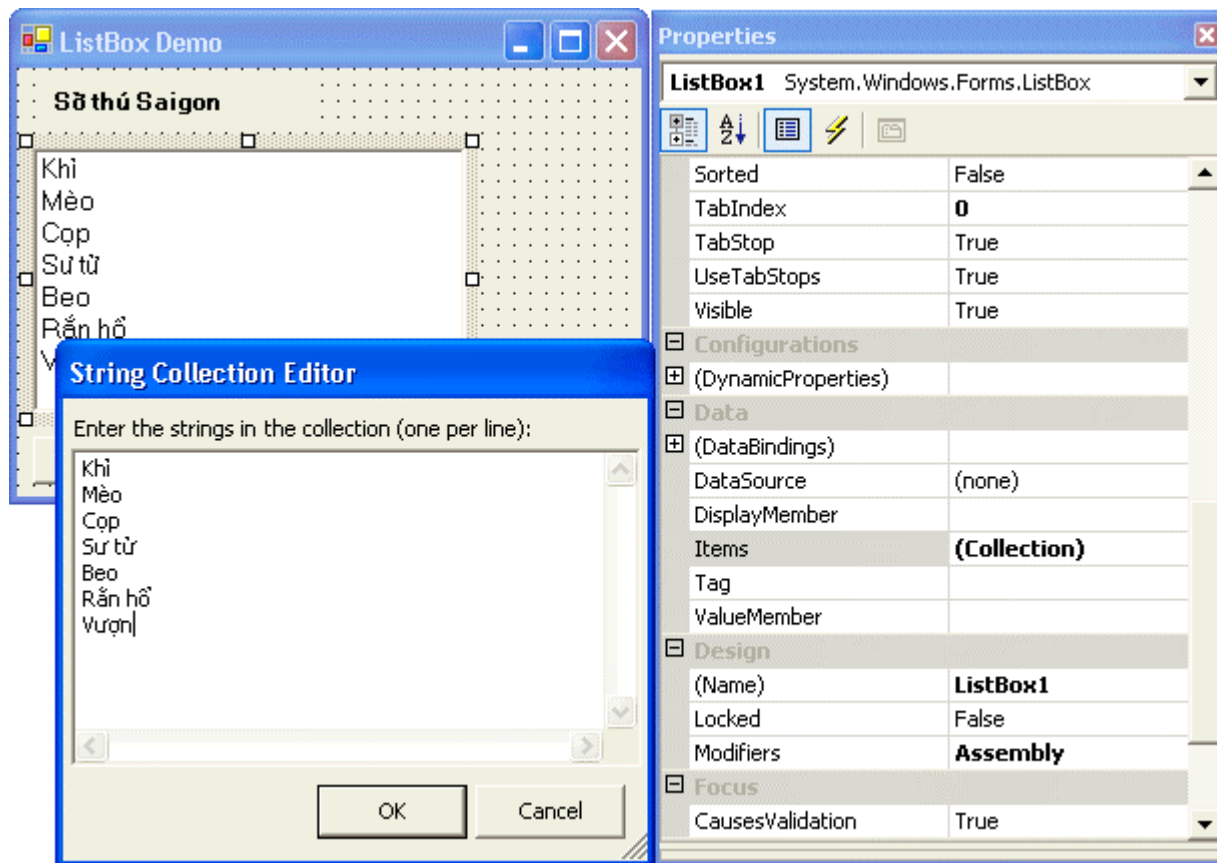 ListBox Demo
Sở thú Saigon
Khỉ
Mèo
Cọp
Sư tử
Beo
Rắn hổ
V
String Collection Editor
Enter the strings in the collection (one per line):
Khỉ
Mèo
Cọp
Sư tử
Beo
Rắn hổ
Vượn
OK Cancel
Properties
ListBox1 System.Windows.Forms.ListBox
Sorted False
TabIndex 0
TabStop True
UseTabStops True
Visible True
Configurations
(DynamicProperties)
Data
(DataBindings)
DataSource (none)
DisplayMember
Items (Collection)
Tag
ValueMember
Design
(Name) ListBox1
Locked False
Modifiers Assembly
Focus
CausesValidation True